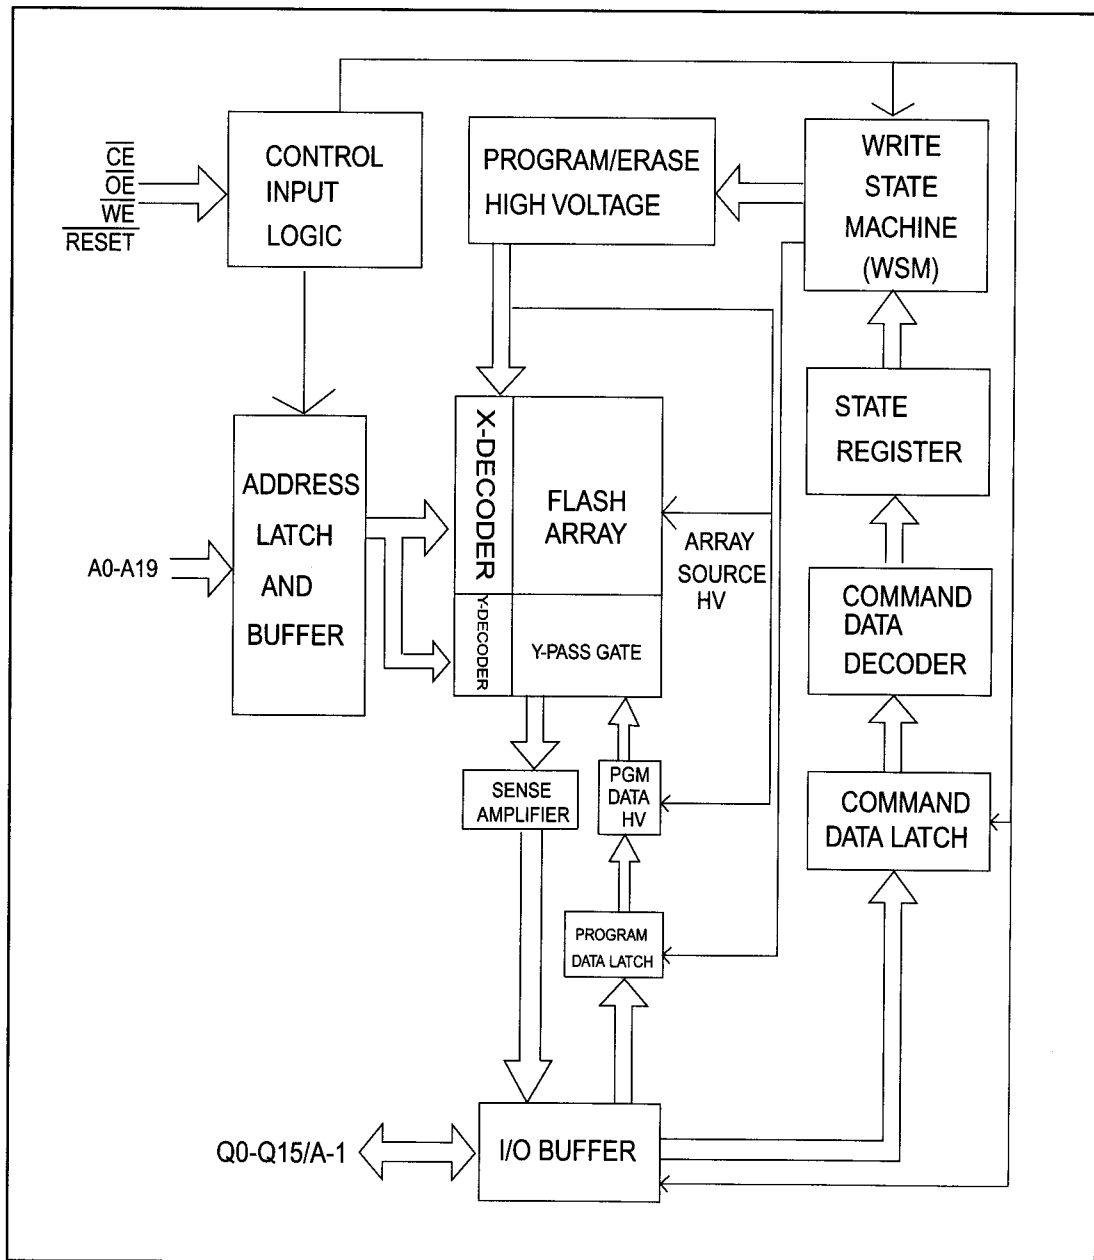 CE
OE
WE
RESET
CONTROL
INPUT
LOGIC
PROGRAM/ERASE
HIGH VOLTAGE
WRITE
STATE
MACHINE
(WSM)
STATE
REGISTER
A0-A19
ADDRESS
LATCH
AND
BUFFER
X-DECODER
FLASH
ARRAY
ARRAY
SOURCE
HV
Y-DECODER
Y-PASS GATE
COMMAND
DATA
DECODER
SENSE
AMPLIFIER
PGM
DATA
HV
COMMAND
DATA LATCH
PROGRAM
DATA LATCH
Q0-Q15/A-1
I/O BUFFER